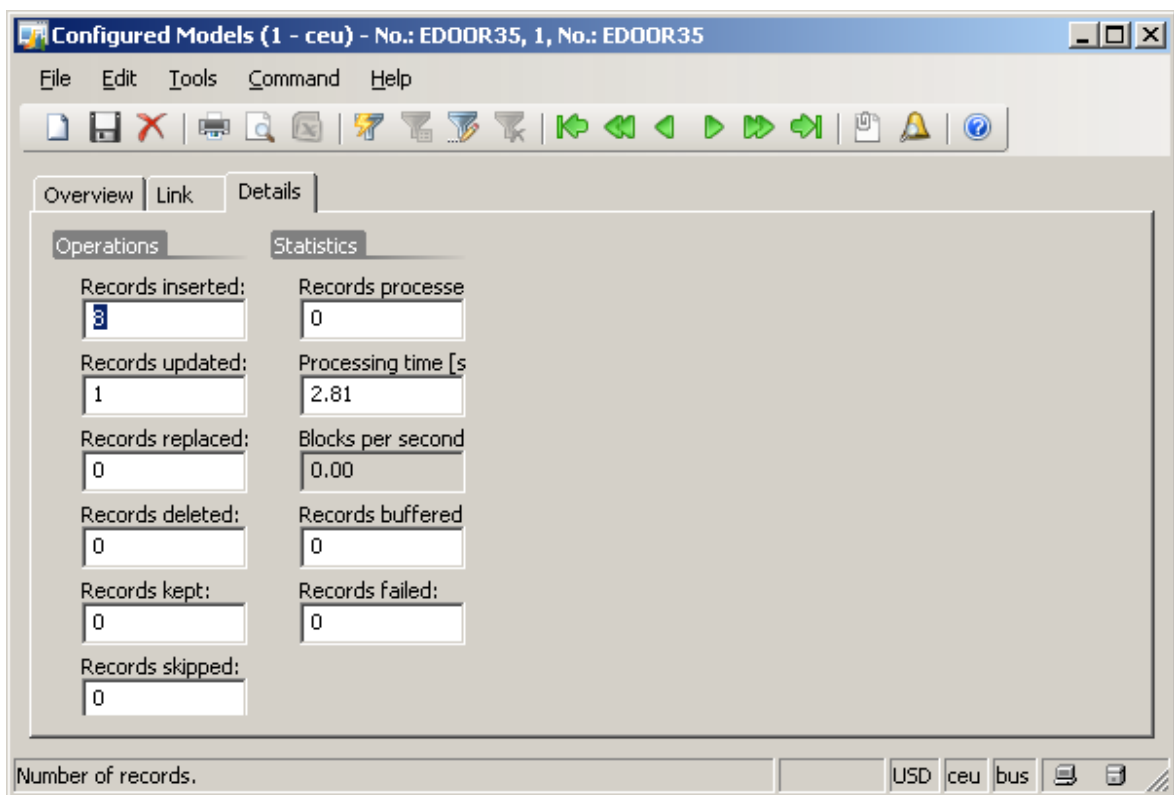 Configured Models (1 - ceu) - No.: EDOOR35, 1, No.: EDOOR35
File Edit Tools Command Help
Overview Link Details
Operations Statistics
Records inserted: Records processe
8 0
Records updated: Processing time [s
1 2.81
Records replaced: Blocks per second
0 0.00
Records deleted: Records buffered
0 0
Records kept: Records failed:
0 0
Records skipped:
0
Number of records. USD ceu bus